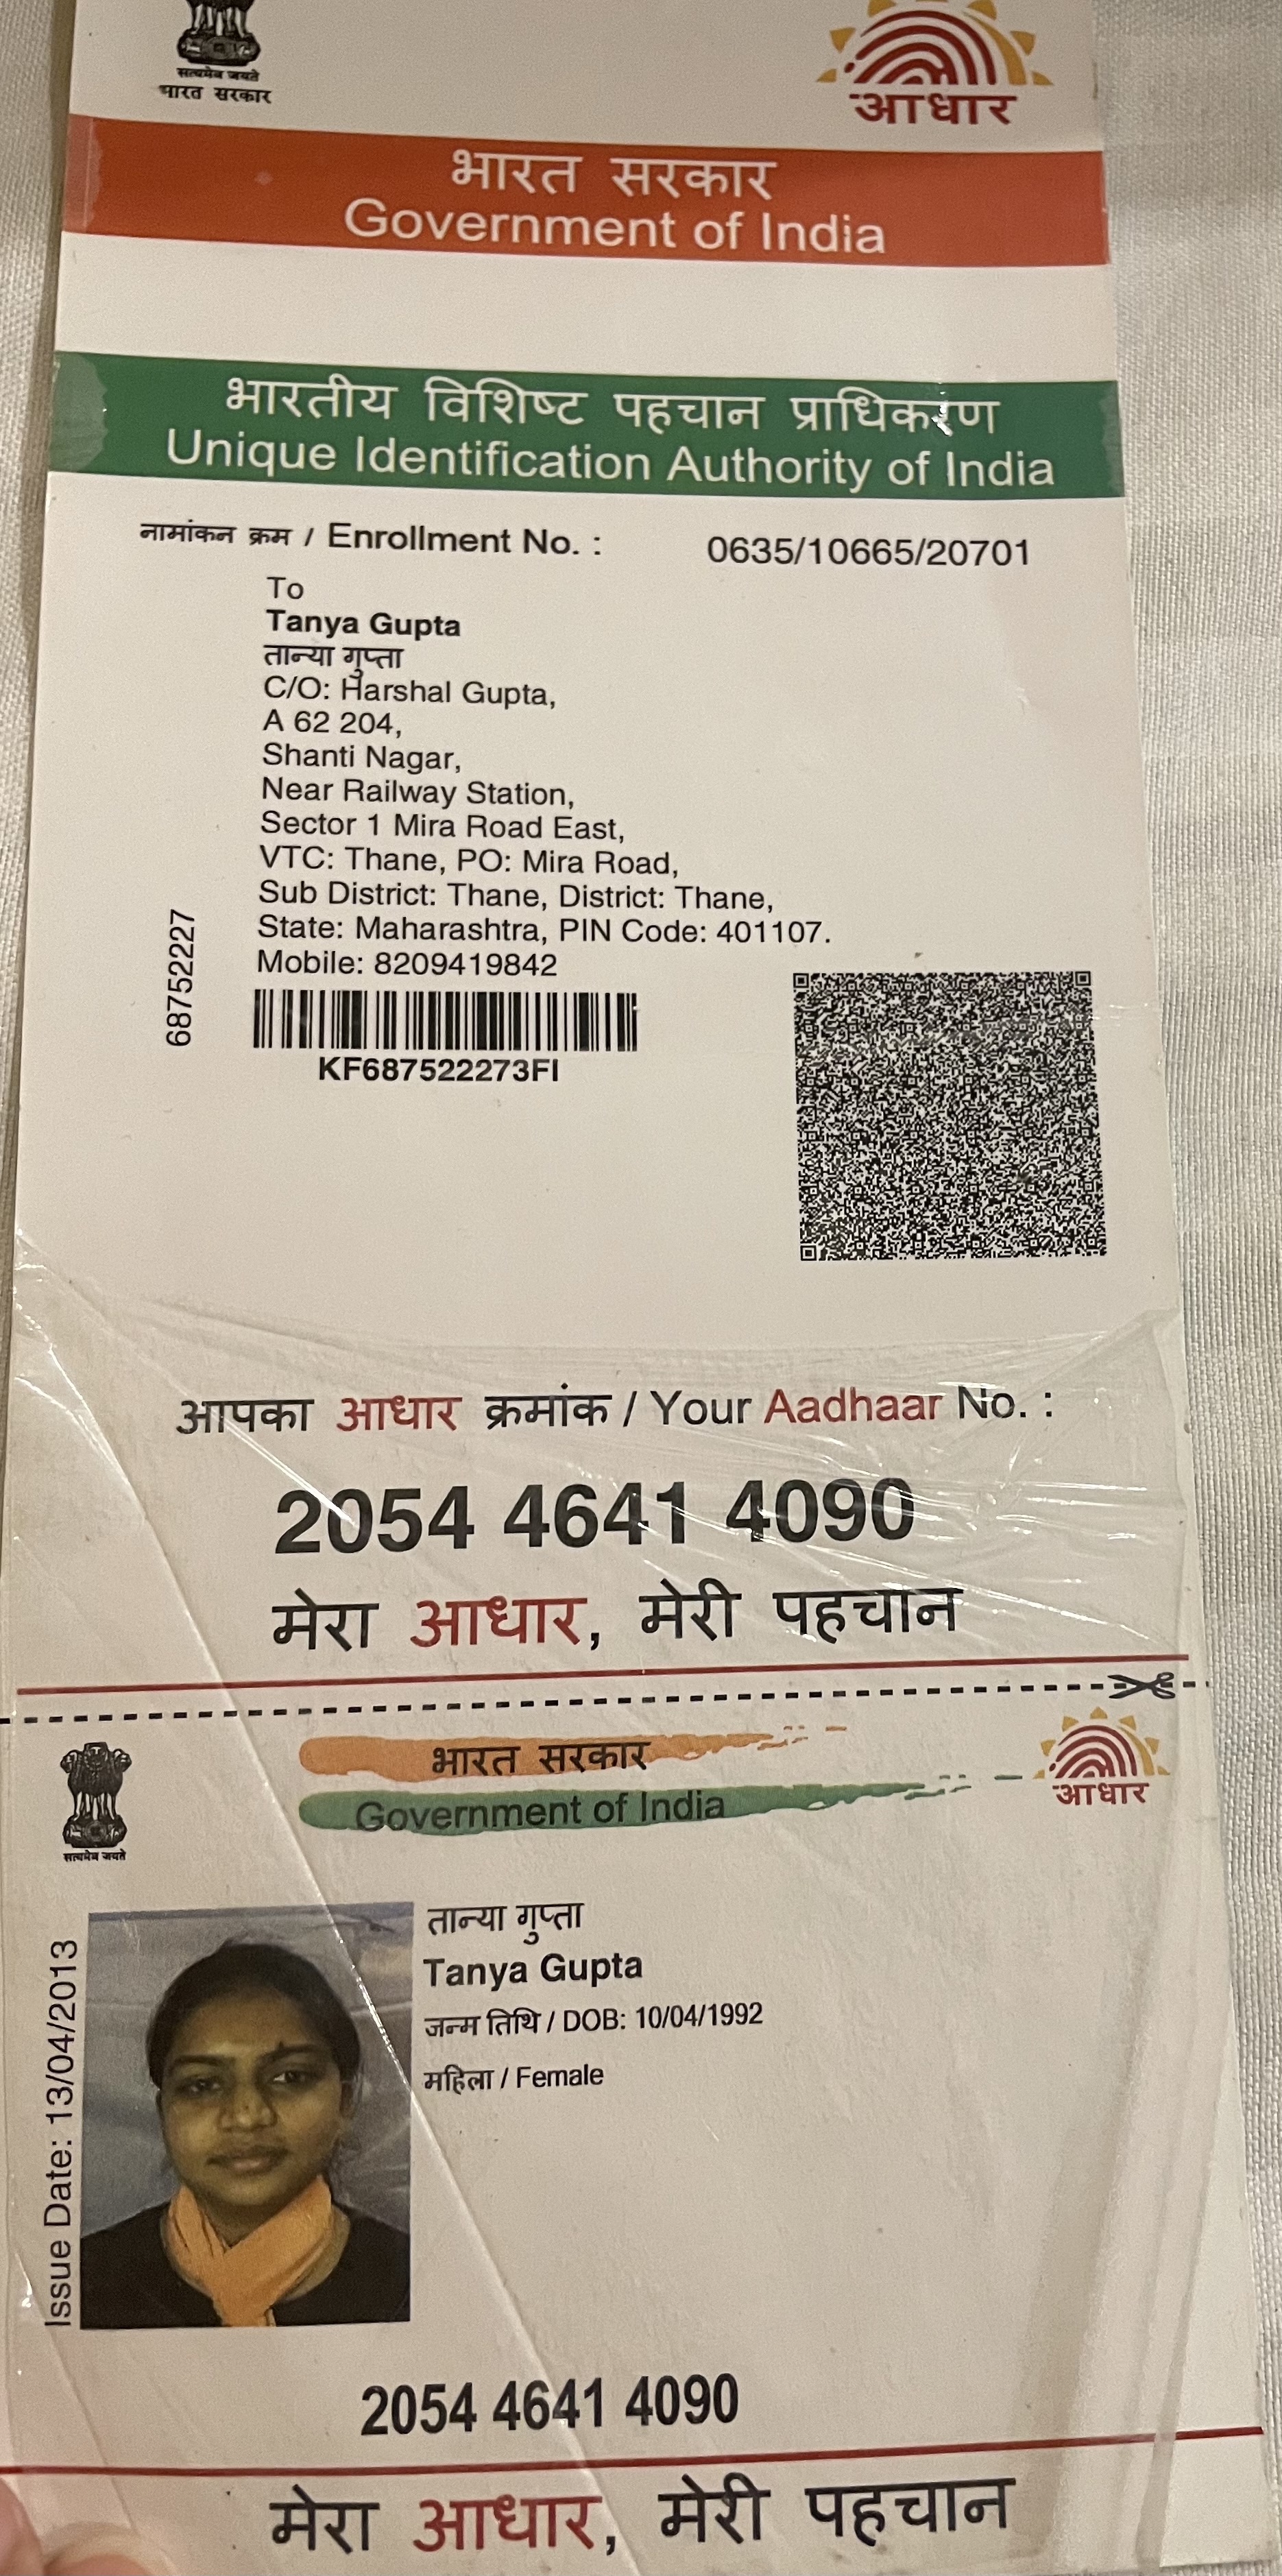 सत्यमेव जयते
भारत सरकार
आधार
भारत सरकार
Government of India
भारतीय विशिष्ट पहचान प्राधिकरण
Unique Identification Authority of India
नामांकन क्रम / Enrollment No. : 0635/10665/20701
To
Tanya Gupta
तान्या गुप्ता
C/O: Harshal Gupta,
A 62 204,
Shanti Nagar,
Near Railway Station,
Sector 1 Mira Road East,
VTC: Thane, PO: Mira Road,
Sub District: Thane, District: Thane,
State: Maharashtra, PIN Code: 401107.
Mobile: 8209419842
68752227
KF687522273FI
आपका आधार क्रमांक / Your Aadhaar No. :
2054 4641 4090
मेरा आधार, मेरी पहचान
भारत सरकार
Government of India
आधार
सत्यमेव जयते
Issue Date: 13/04/2013
तान्या गुप्ता
Tanya Gupta
जन्म तिथि / DOB: 10/04/1992
महिला / Female
2054 4641 4090
मेरा आधार, मेरी पहचान